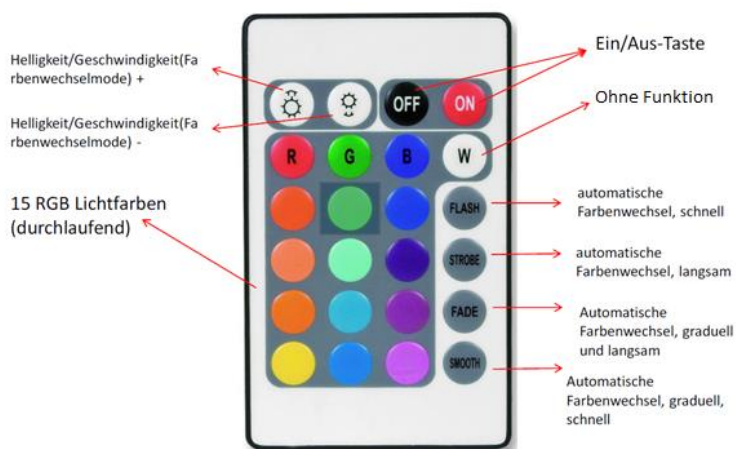 Helligkeit/Geschwindigkeit(Fa
rbenwechselmode) +
Helligkeit/Geschwindigkeit(Fa
rbenwechselmode) -
15 RGB Lichtfarben
(durchlaufend)
OFF
ON
R
G
B
W
FLASH
STROBE
FADE
SMOOTH
Ein/Aus-Taste
Ohne Funktion
automatische
Farbenwechsel, schnell
automatische
Farbenwechsel, langsam
Automatische
Farbenwechsel, graduell
und langsam
Automatische
Farbenwechsel, graduell,
schnell